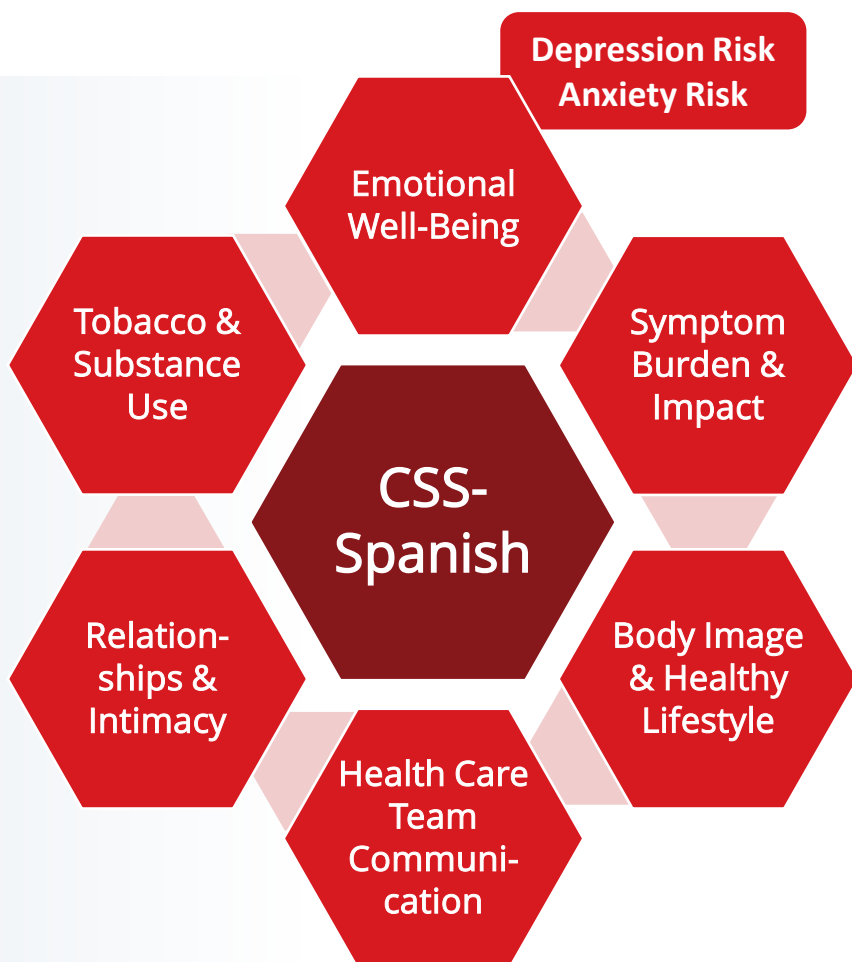 Depression Risk
Anxiety Risk
Emotional
Well-Being
Symptom
Burden &
Impact
Body Image
& Healthy
Lifestyle
Health Care
Team
Communi-
cation
Relation-
ships &
Intimacy
Tobacco &
Substance
Use
CSS-
Spanish